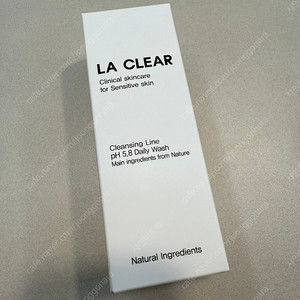 LA CLEAR
Clinical skincare
for Sensitive skin
Cleansing Line
pH 5.8 Daily Wash
Main ingredients from Nature
Natural Ingredients